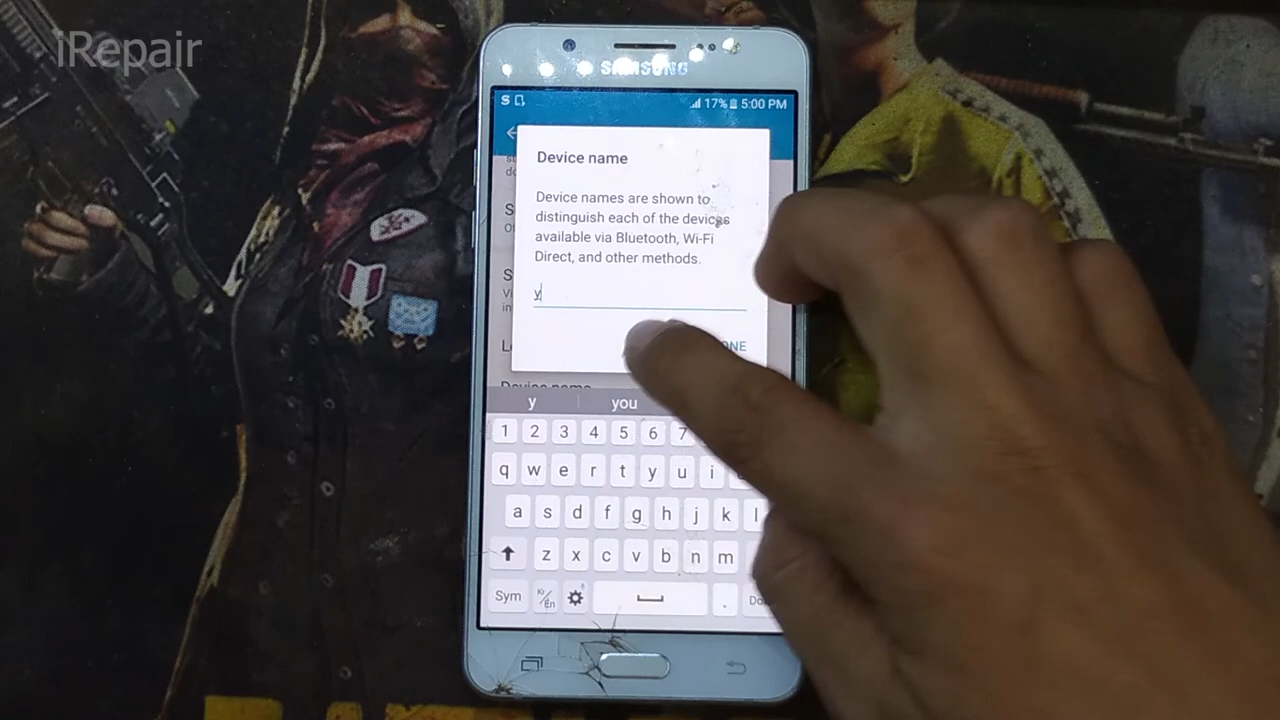 iRepair
SAMSUNG
S 17% 5:00 PM
Device name
Device names are shown to
distinguish each of the devices
available via Bluetooth, Wi-Fi
Direct, and other methods.
y
Device name
y you
1 2 3 4 5 6 7
q w e r t y u i
a s d f g h j k l
z x c v b n m
Sym En .